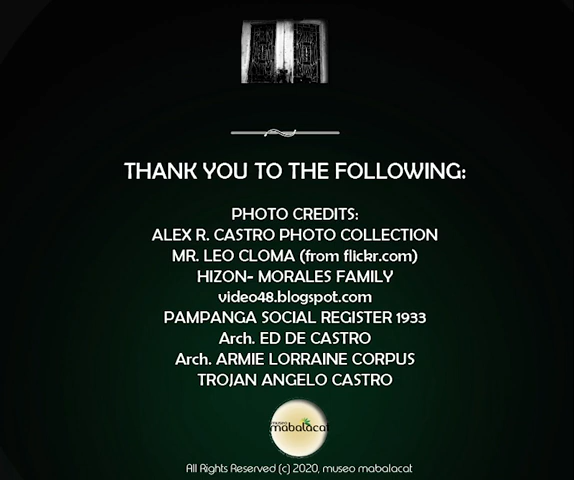 THANK YOU TO THE FOLLOWING:
PHOTO CREDITS:
ALEX R. CASTRO PHOTO COLLECTION
MR. LEO CLOMA (from flickr.com)
HIZON- MORALES FAMILY
video48.blogspot.com
PAMPANGA SOCIAL REGISTER 1933
Arch. ED DE CASTRO
Arch. ARMIE LORRAINE CORPUS
TROJAN ANGELO CASTRO
museo
mabalacat
All Rights Reserved (c) 2020, museo mabalacat